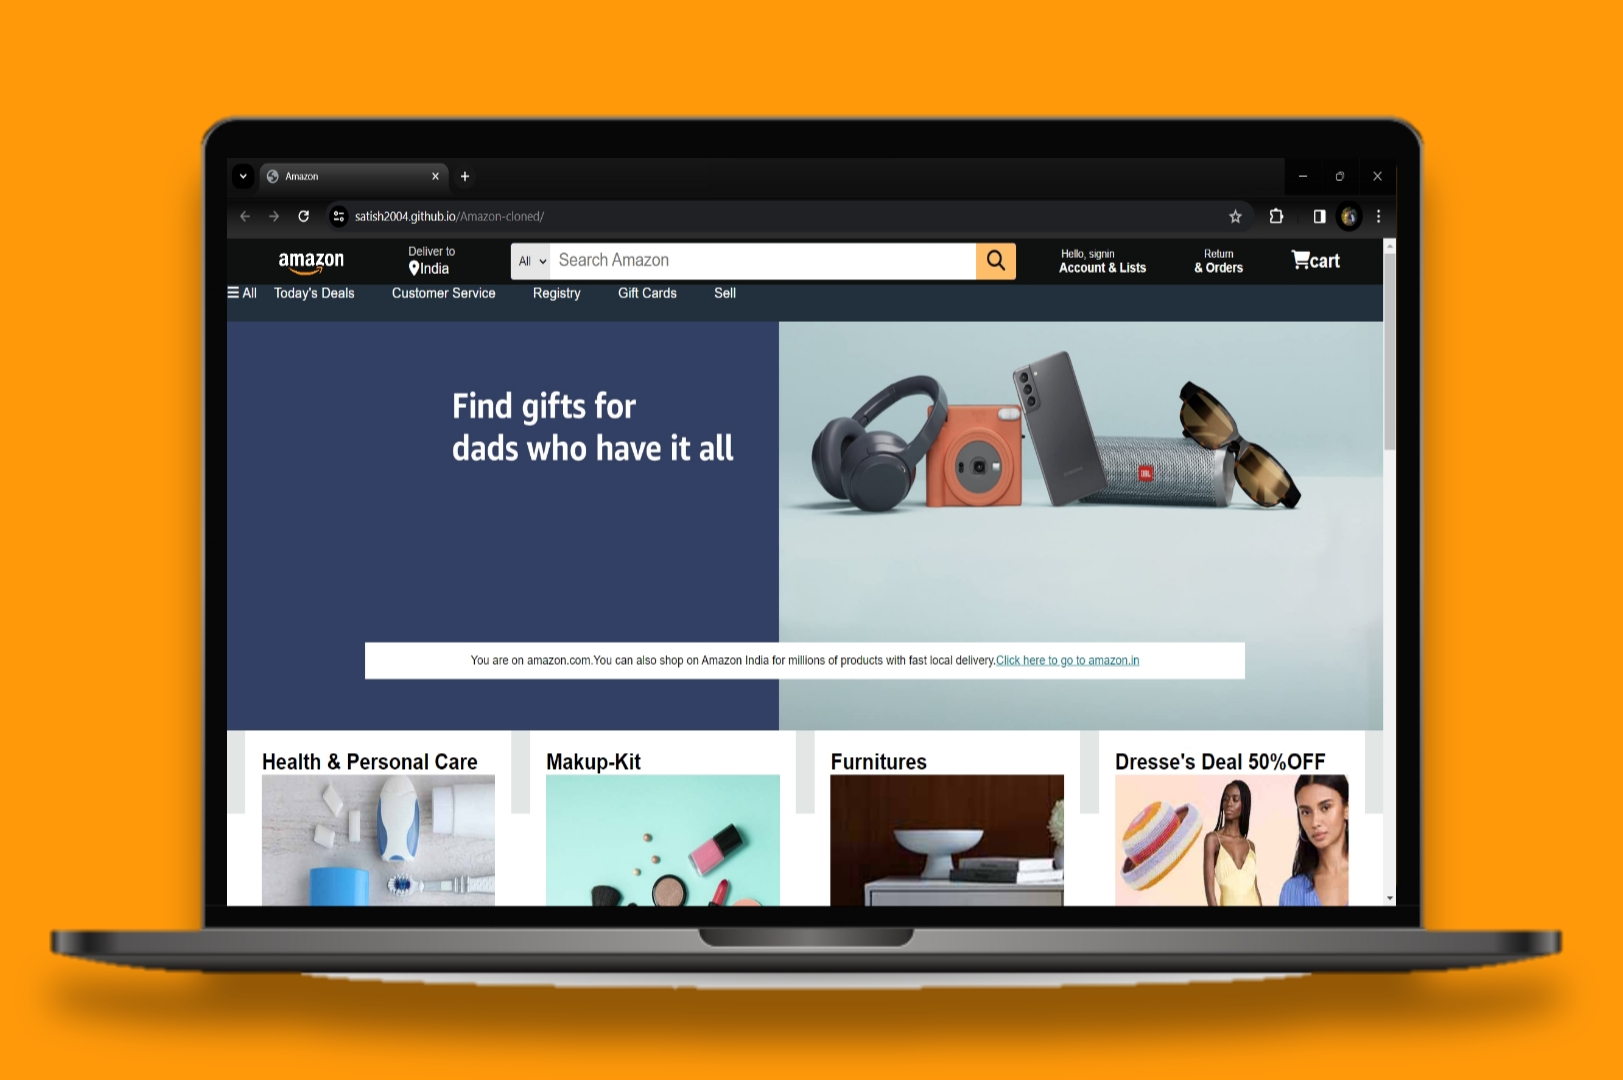 Amazon
satish2004.github.io/Amazon-cloned/
amazon
Deliver to
India
All
Search Amazon
Hello, signin
Account & Lists
Return
& Orders
cart
All Today's Deals Customer Service Registry Gift Cards Sell
Find gifts for
dads who have it all
JBL
You are on amazon.com.You can also shop on Amazon India for millions of products with fast local delivery.Click here to go to amazon.in
Health & Personal Care
Makup-Kit
Furnitures
Dresse's Deal 50%OFF